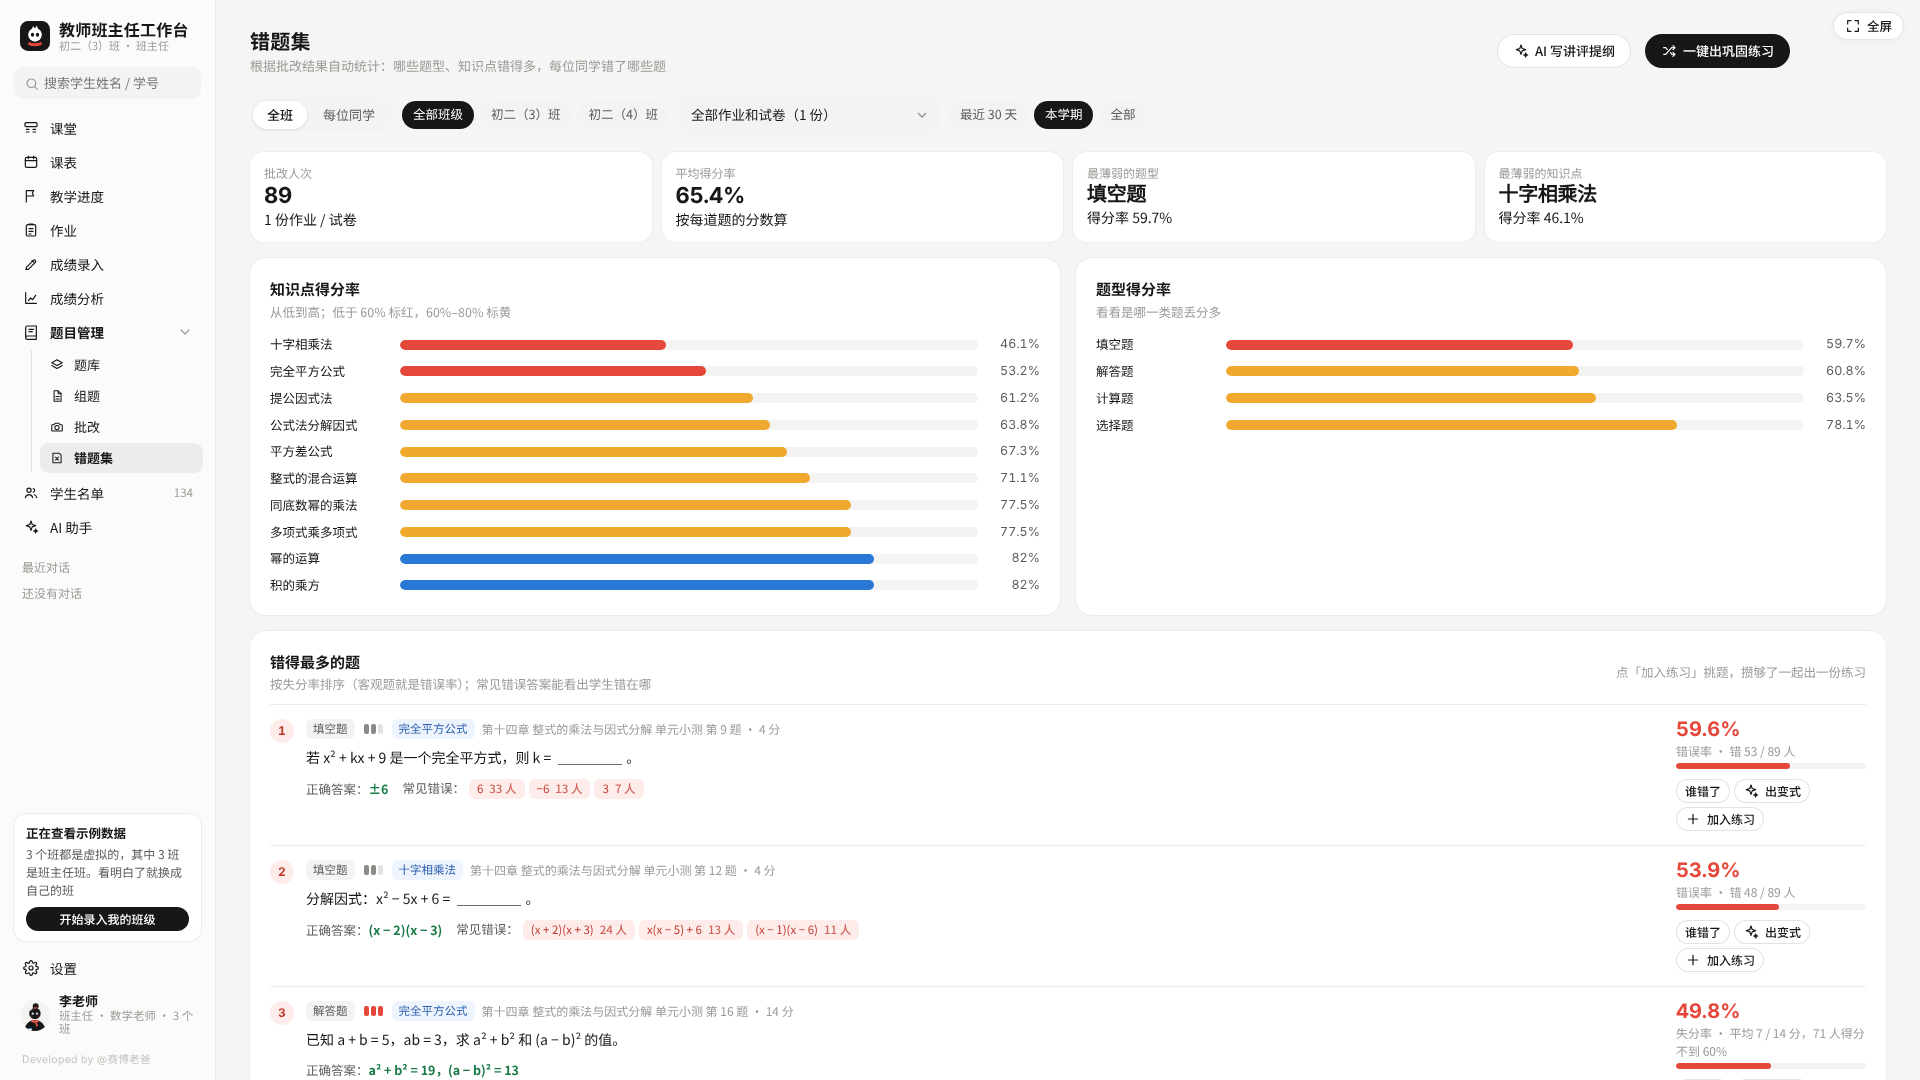 教师班主任工作台
初二（3）班 · 班主任
搜索学生姓名 / 学号
课堂
课表
教学进度
作业
成绩录入
成绩分析
题目管理
题库
组题
批改
错题集
学生名单 134
AI 助手
最近对话
还没有对话
正在查看示例数据
3 个班都是虚拟的，其中 3 班
是班主任班。看明白了就换成
自己的班
开始录入我的班级
设置
李老师
班主任 · 数学老师 · 3 个
班
Developed by @赛博老爸
全屏
错题集
根据批改结果自动统计：哪些题型、知识点错得多，每位同学错了哪些题
AI 写讲评提纲
一键出巩固练习
全班 每位同学 全部班级 初二（3）班 初二（4）班 全部作业和试卷（1 份） 最近 30 天 本学期 全部
批改人次
89
1 份作业 / 试卷
平均得分率
65.4%
按每道题的分数算
最薄弱的题型
填空题
得分率 59.7%
最薄弱的知识点
十字相乘法
得分率 46.1%
知识点得分率
从低到高；低于 60% 标红，60%–80% 标黄
十字相乘法 46.1%
完全平方公式 53.2%
提公因式法 61.2%
公式法分解因式 63.8%
平方差公式 67.3%
整式的混合运算 71.1%
同底数幂的乘法 77.5%
多项式乘多项式 77.5%
幂的运算 82%
积的乘方 82%
题型得分率
看看是哪一类题丢分多
填空题 59.7%
解答题 60.8%
计算题 63.5%
选择题 78.1%
错得最多的题
按失分率排序（客观题就是错误率）；常见错误答案能看出学生错在哪
点「加入练习」挑题，攒够了一起出一份练习
1 填空题 完全平方公式 第十四章 整式的乘法与因式分解 单元小测 第 9 题 · 4 分
若 x² + kx + 9 是一个完全平方式，则 k = ________ 。
正确答案：±6 常见错误： 6 33 人 −6 13 人 3 7 人
59.6%
错误率 · 错 53 / 89 人
谁错了 出变式
加入练习
2 填空题 十字相乘法 第十四章 整式的乘法与因式分解 单元小测 第 12 题 · 4 分
分解因式：x² − 5x + 6 = ________ 。
正确答案：(x − 2)(x − 3) 常见错误： (x + 2)(x + 3) 24 人 x(x − 5) + 6 13 人 (x − 1)(x − 6) 11 人
53.9%
错误率 · 错 48 / 89 人
谁错了 出变式
加入练习
3 解答题 完全平方公式 第十四章 整式的乘法与因式分解 单元小测 第 16 题 · 14 分
已知 a + b = 5，ab = 3，求 a² + b² 和 (a − b)² 的值。
正确答案：a² + b² = 19，(a − b)² = 13
49.8%
失分率 · 平均 7 / 14 分，71 人得分
不到 60%